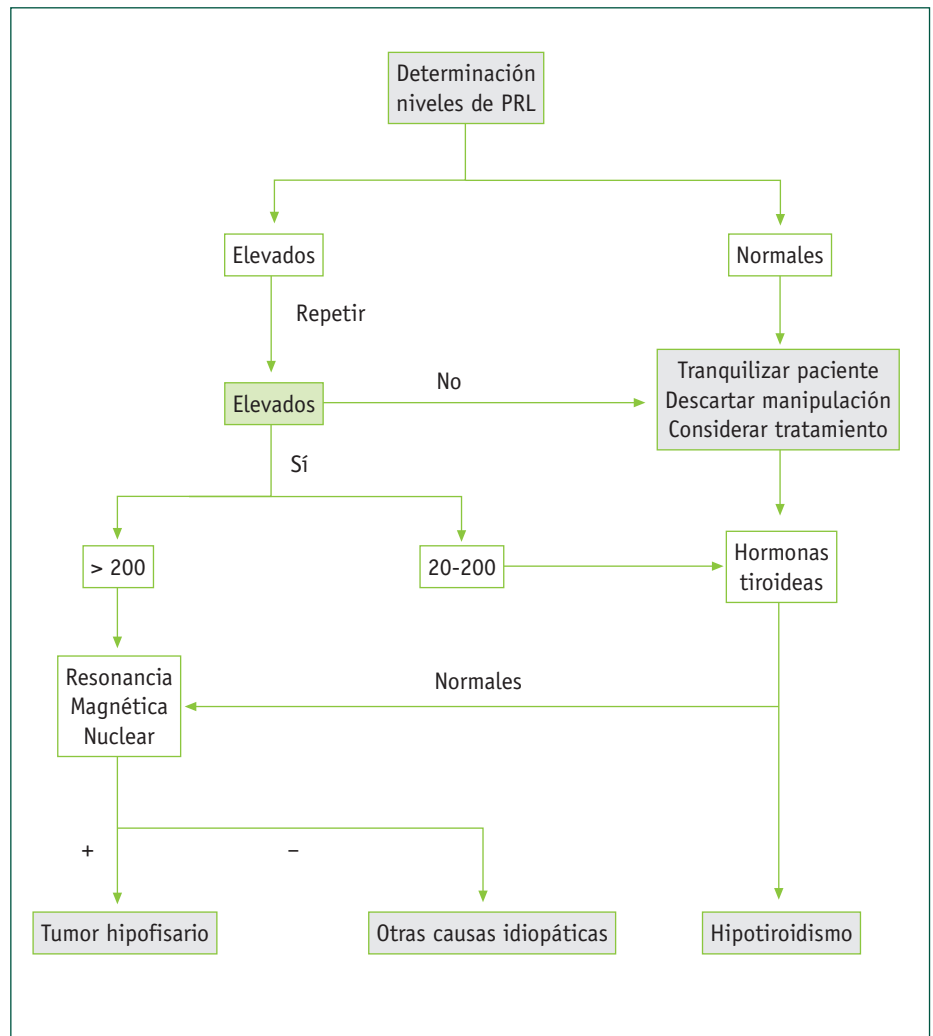 Determinación
niveles de PRL
Elevados
Normales
Repetir
Elevados
No
Tranquilizar paciente
Descartar manipulación
Considerar tratamiento
Sí
> 200
20-200
Hormonas
tiroideas
Resonancia
Magnética
Nuclear
Normales
+
–
Tumor hipofisario
Otras causas idiopáticas
Hipotiroidismo